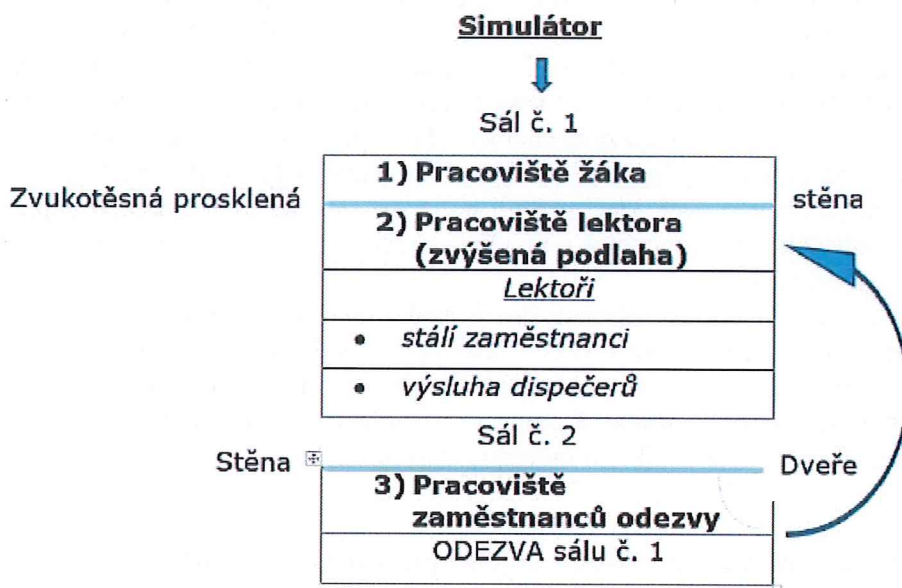 Simulátor
Sál č. 1
1) Pracoviště žáka
Zvukotěsná prosklená stěna
2) Pracoviště lektora
(zvýšená podlaha)
Lektoři
• stálí zaměstnanci
• výsluha dispečerů
Sál č. 2
Stěna Dveře
3) Pracoviště
zaměstnanců odezvy
ODEZVA sálu č. 1